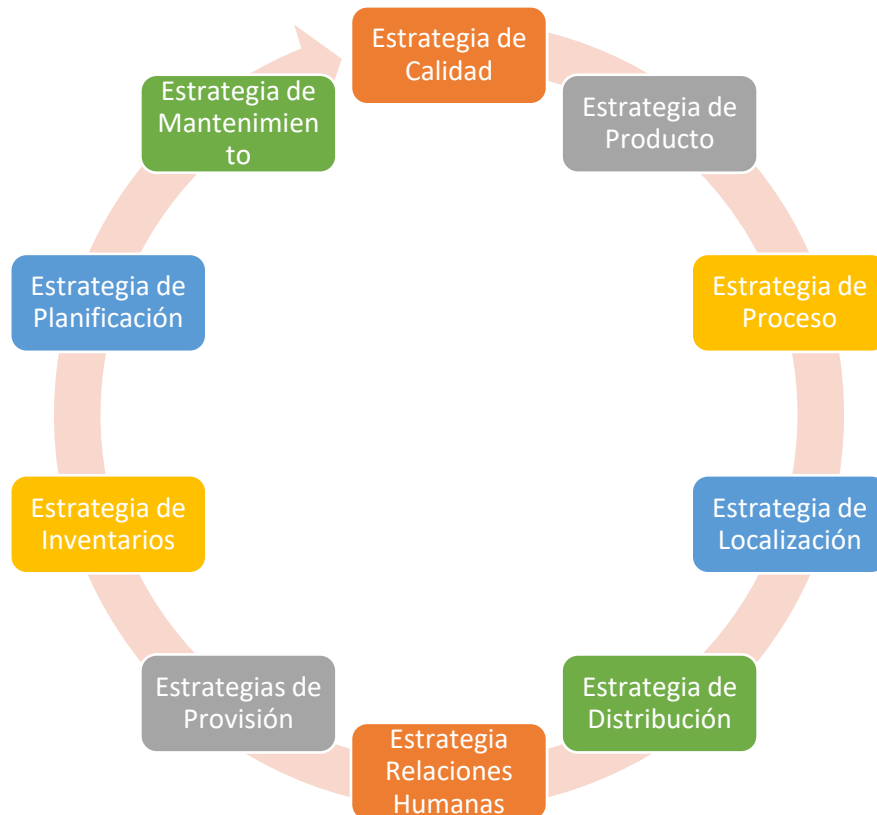 Estrategia de
Calidad
Estrategia de
Producto
Estrategia de
Proceso
Estrategia de
Localización
Estrategia de
Distribución
Estrategia
Relaciones
Humanas
Estrategias de
Provisión
Estrategia de
Inventarios
Estrategia de
Planificación
Estrategia de
Mantenimien
to